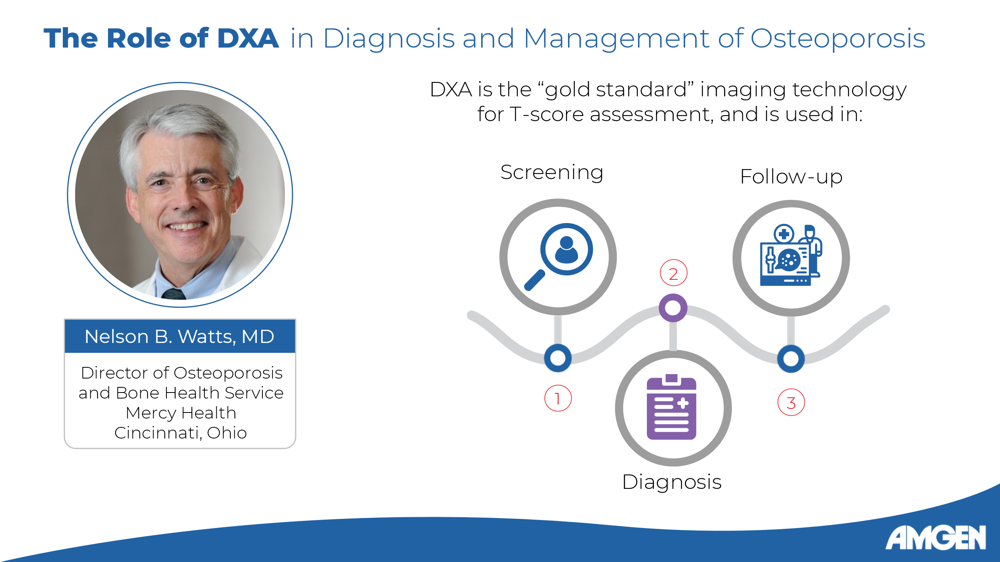 The Role of DXA in Diagnosis and Management of Osteoporosis
Nelson B. Watts, MD
Director of Osteoporosis
and Bone Health Service
Mercy Health
Cincinnati, Ohio
DXA is the “gold standard” imaging technology
for T-score assessment, and is used in:
Screening
1
2
Diagnosis
Follow-up
3
AMGEN